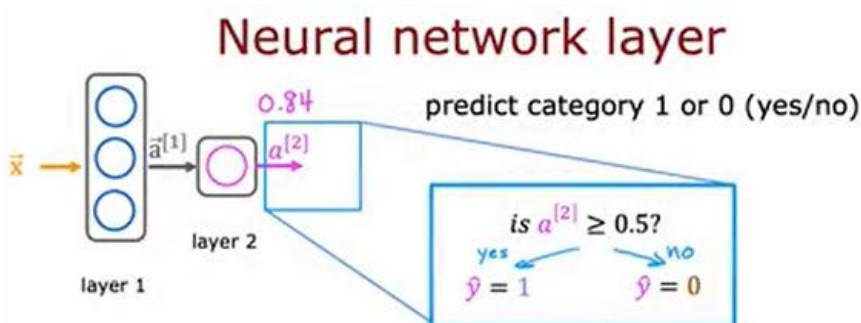 Neural network layer
0.84
predict category 1 or 0 (yes/no)
x⃗
a⃗[1]
a[2]
layer 2
layer 1
is a[2] ≥ 0.5?
yes
no
ŷ = 1
ŷ = 0